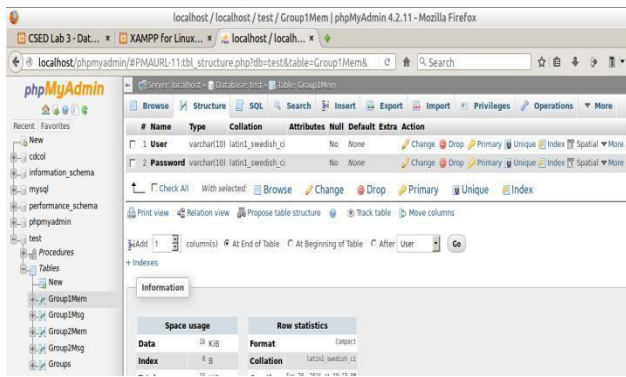 localhost / localhost / test / Group1Mem | phpMyAdmin 4.2.11 - Mozilla Firefox
CSED Lab 3 - Dat... x XAMPP for Linux... x localhost / localh... x
localhost/phpmyadmin/#PMAURL-11:tbl_structure.php?db=test&table=Group1Mem& Search
phpMyAdmin
Recent Favorites
New
cdcol
information_schema
mysql
performance_schema
phpmyadmin
test
Procedures
Tables
New
Group1Mem
Group1Msg
Group2Mem
Group2Msg
Groups
Server: localhost » Database: test » Table: Group1Mem
Browse Structure SQL Search Insert Export Import Privileges Operations More
# Name Type Collation Attributes Null Default Extra Action
1 User varchar(10) latin1_swedish_ci No None Change Drop Primary Unique Index Spatial More
2 Password varchar(10) latin1_swedish_ci No None Change Drop Primary Unique Index Spatial More
Check All With selected: Browse Change Drop Primary Unique Index
Print view Relation view Propose table structure Track table Move columns
Add 1 column(s) At End of Table At Beginning of Table After User Go
+ Indexes
Information
Space usage
Data 16 KiB
Index 0 B
Row statistics
Format Compact
Collation latin1_swedish_ci